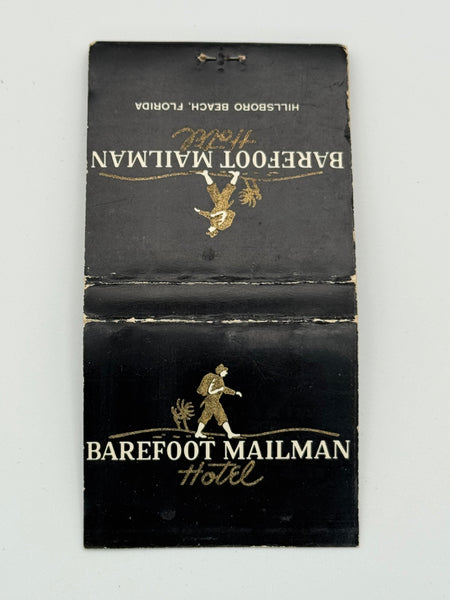 HILLSBORO BEACH, FLORIDA
Hotel
BAREFOOT MAILMAN
BAREFOOT MAILMAN
Hotel